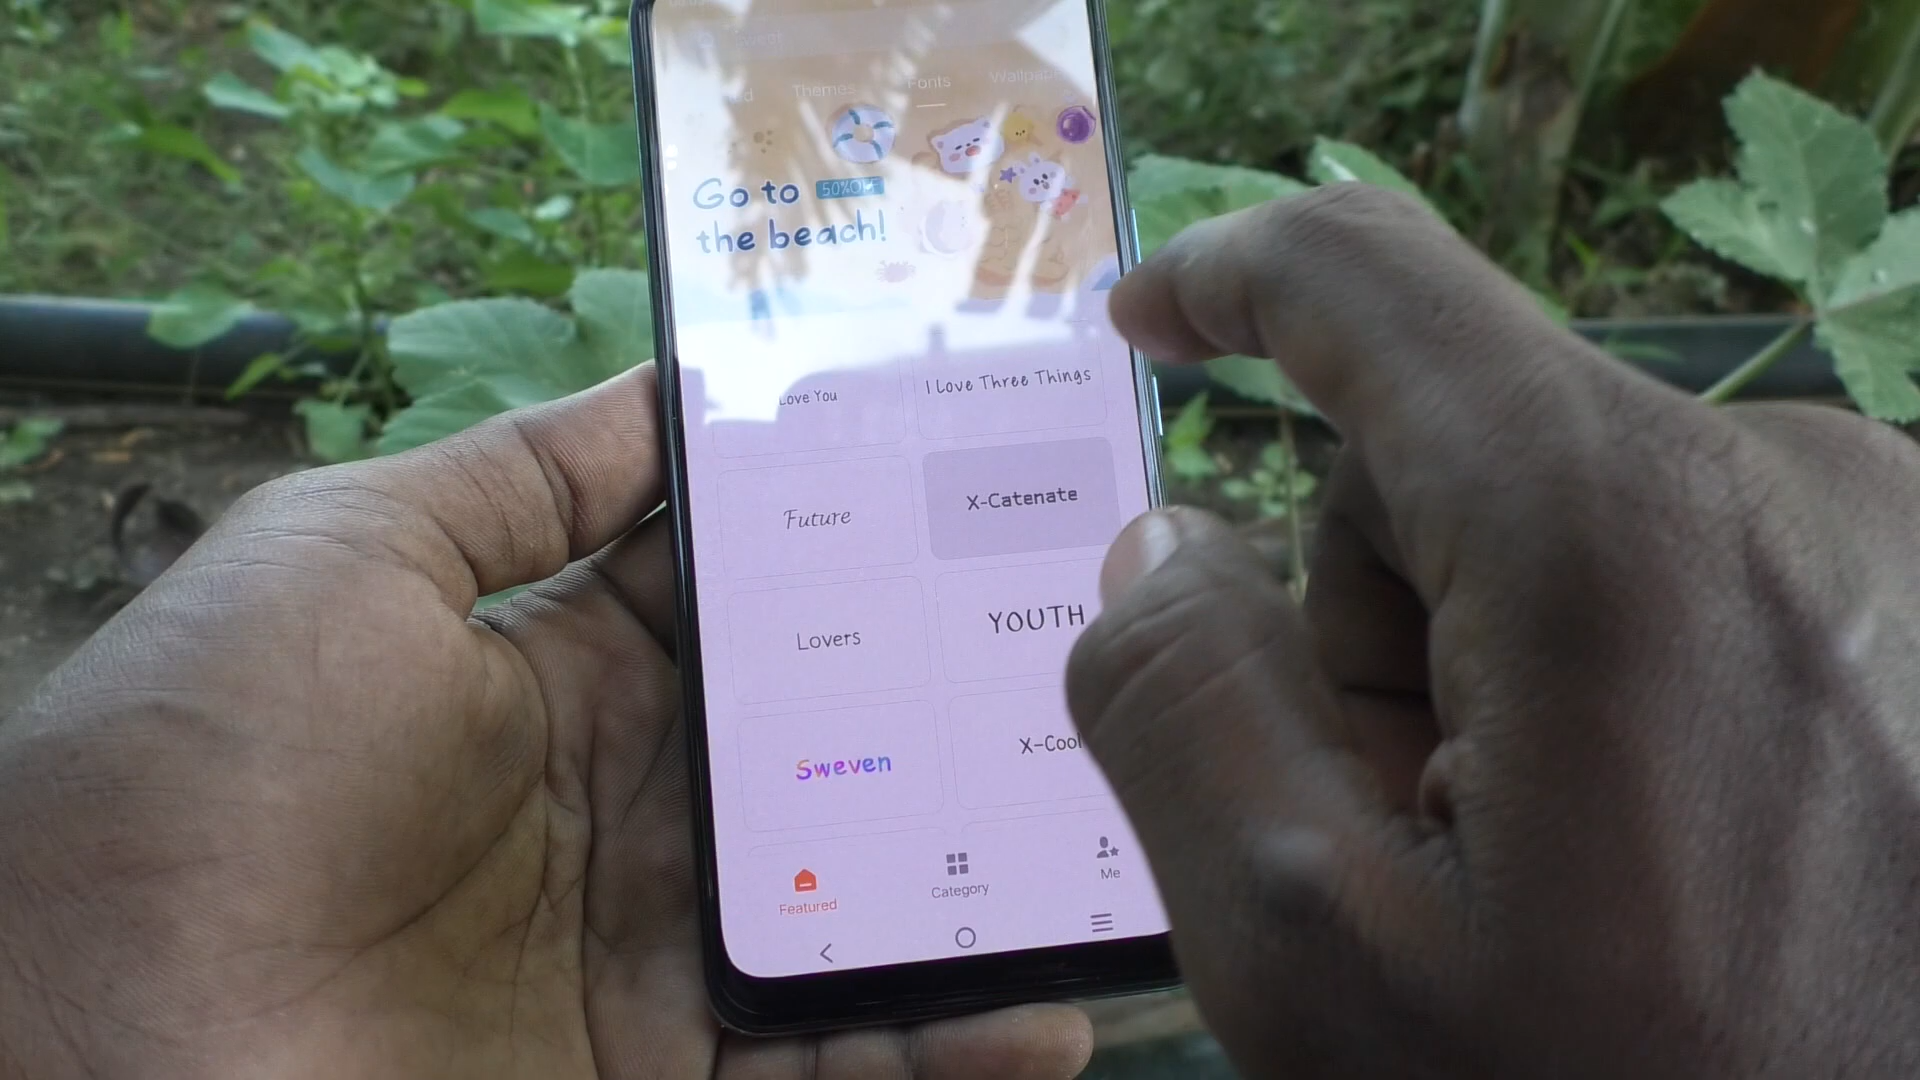 Themes
Fonts
Go to 50%OFF
the beach!
Love You
I Love Three Things
Future
X-Catenate
Lovers
YOUTH
Sweven
X-Cool
Featured
Category
Me